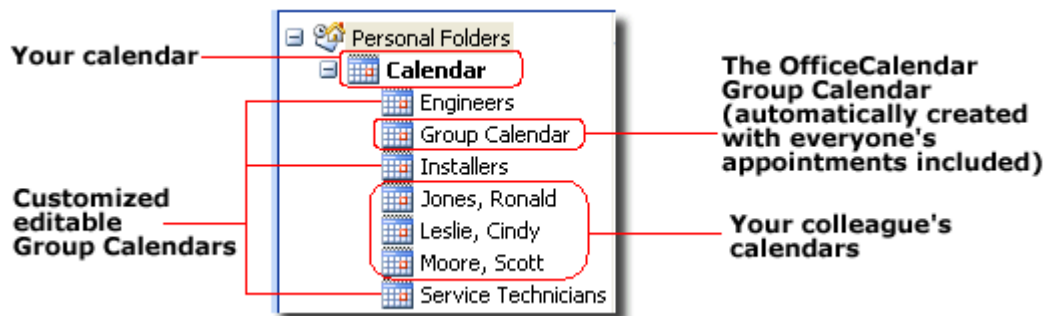 Your calendar
Customized
editable
Group Calendars
Personal Folders
Calendar
Engineers
Group Calendar
Installers
Jones, Ronald
Leslie, Cindy
Moore, Scott
Service Technicians
The OfficeCalendar
Group Calendar
(automatically created
with everyone's
appointments included)
Your colleague's
calendars